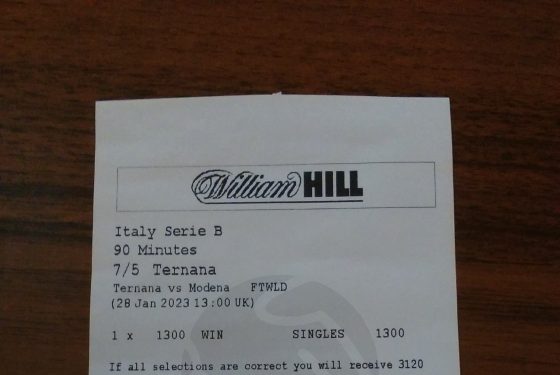 William HILL
Italy Serie B
90 Minutes
7/5 Ternana
Ternana vs Modena FTWLD
(28 Jan 2023 13:00 UK)
1 x 1300 WIN SINGLES 1300
If all selections are correct you will receive 3120